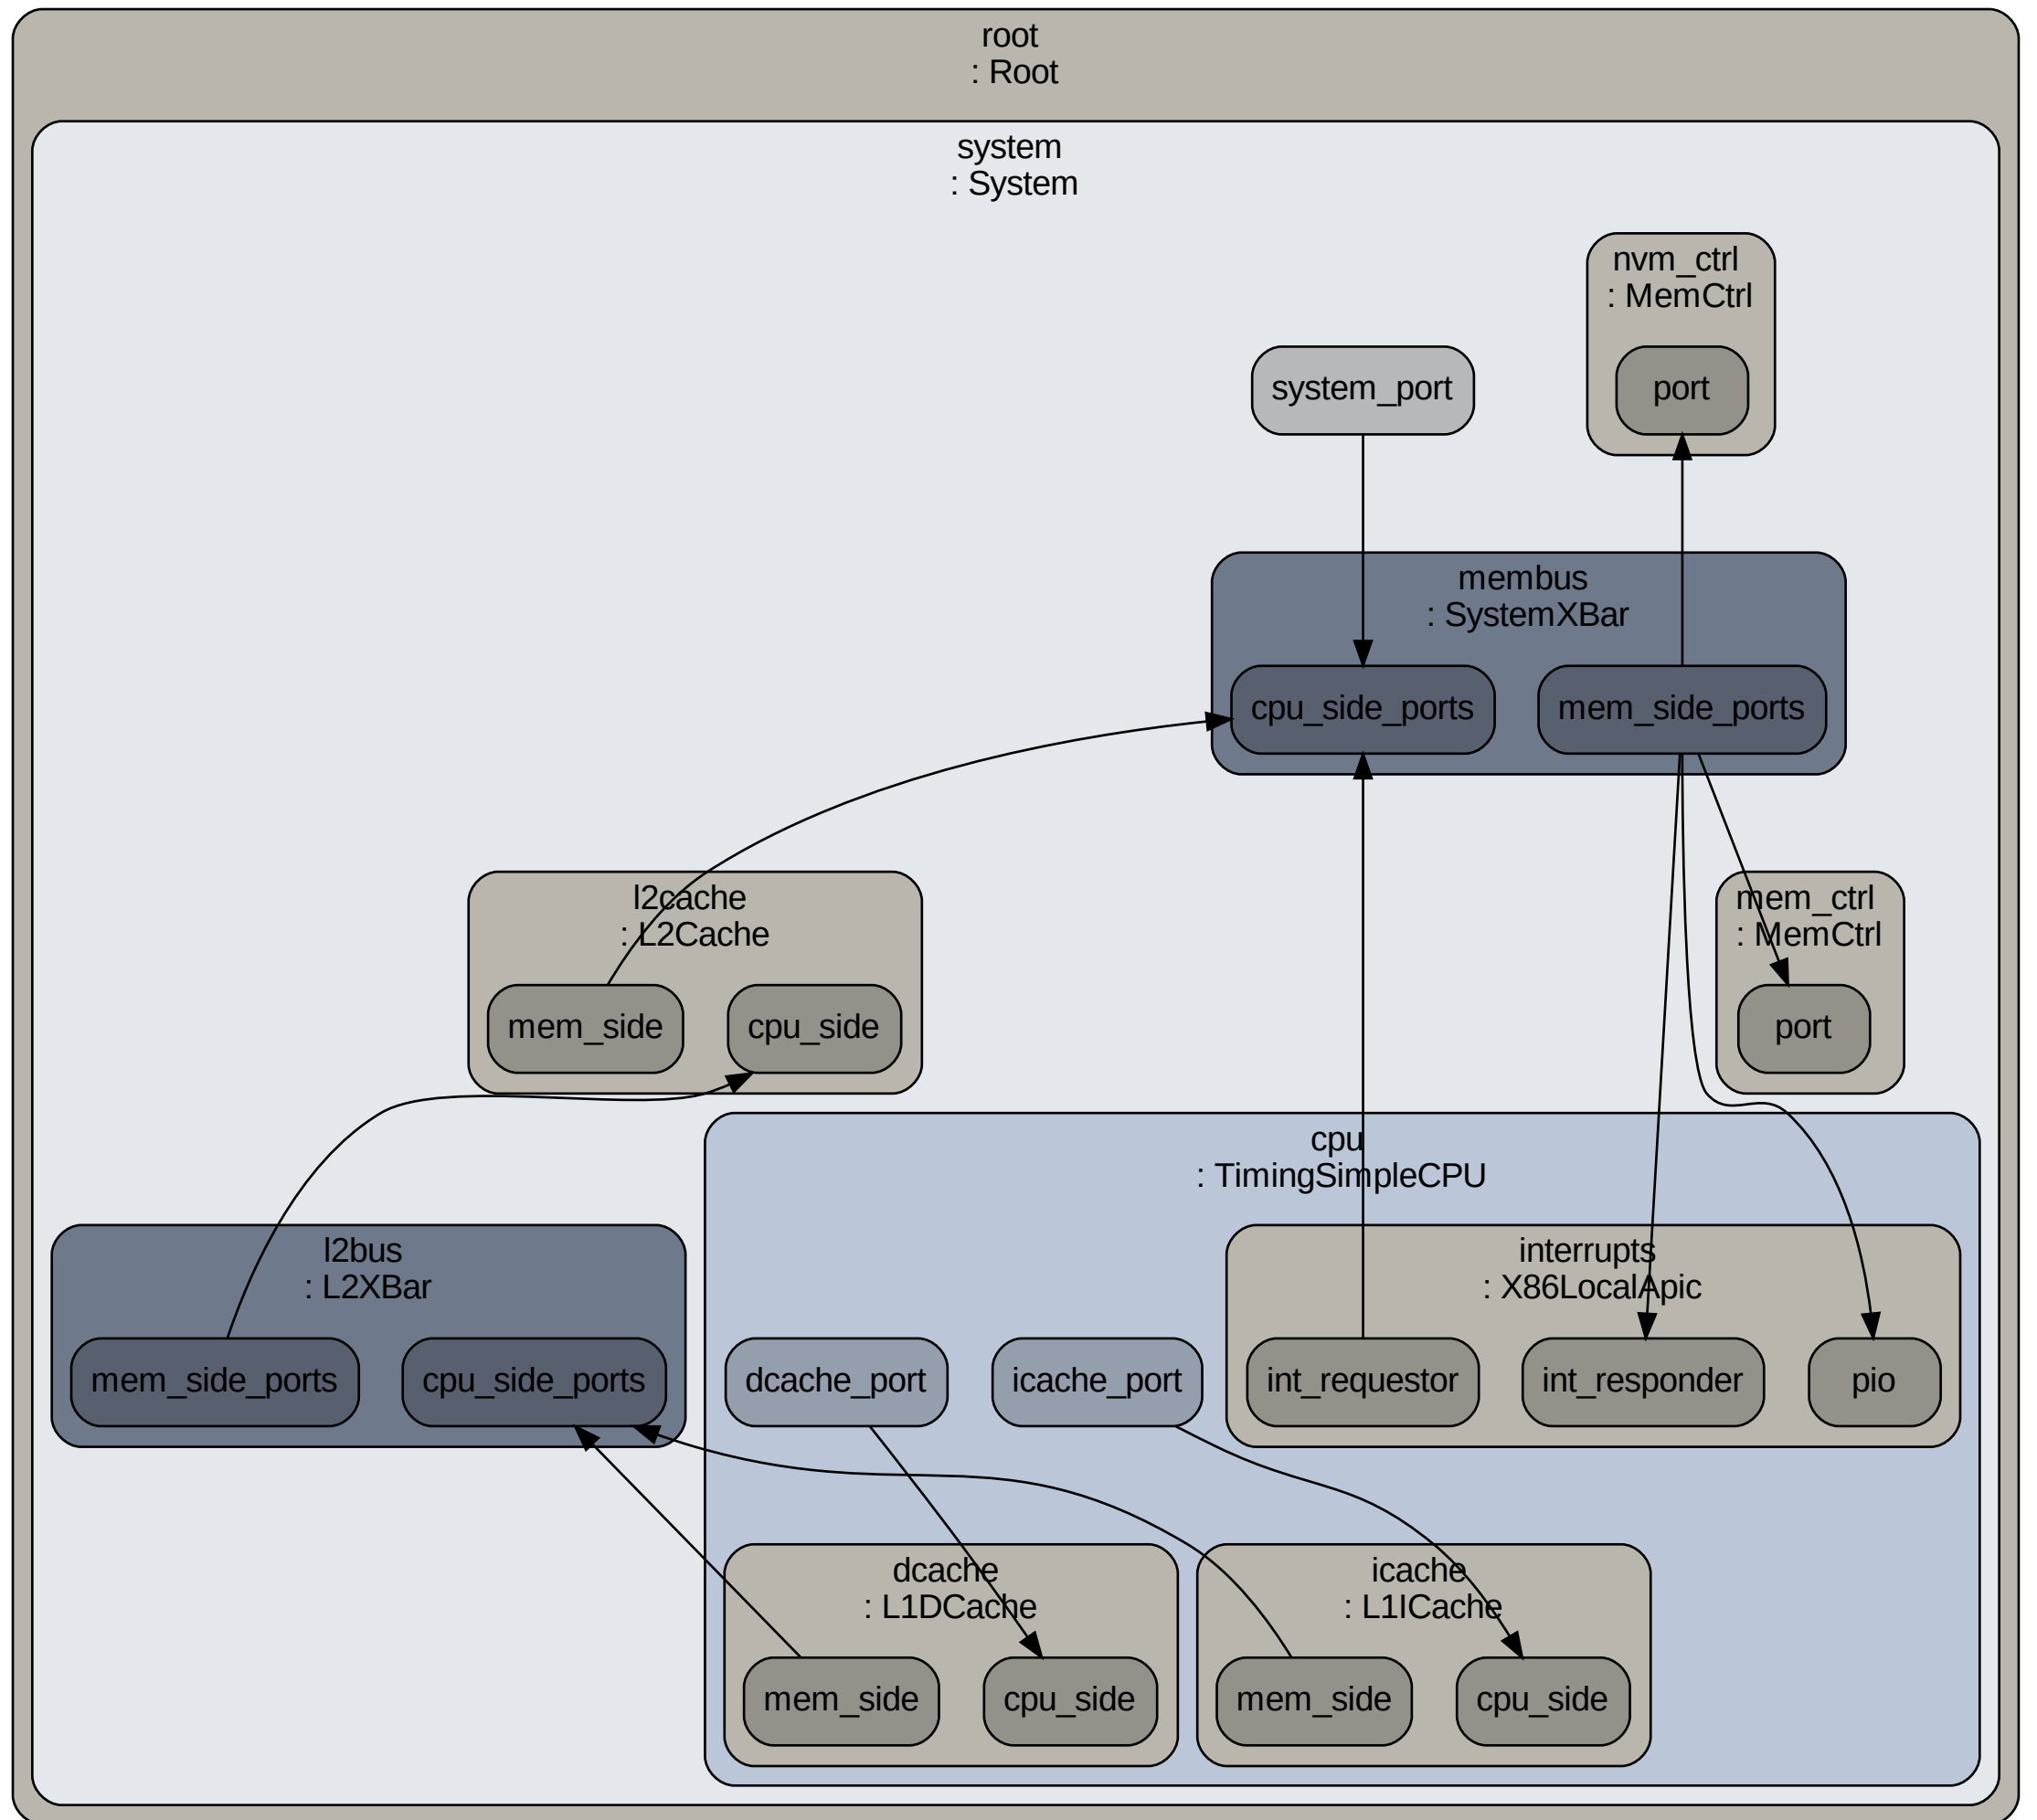 root
: Root
system
: System
nvm_ctrl
: MemCtrl
port
system_port
membus
: SystemXBar
cpu_side_ports
mem_side_ports
l2cache
: L2Cache
mem_side
cpu_side
mem_ctrl
: MemCtrl
port
cpu
: TimingSimpleCPU
l2bus
: L2XBar
mem_side_ports
cpu_side_ports
dcache_port
icache_port
interrupts
: X86LocalApic
int_requestor
int_responder
pio
dcache
: L1DCache
mem_side
cpu_side
icache
: L1ICache
mem_side
cpu_side